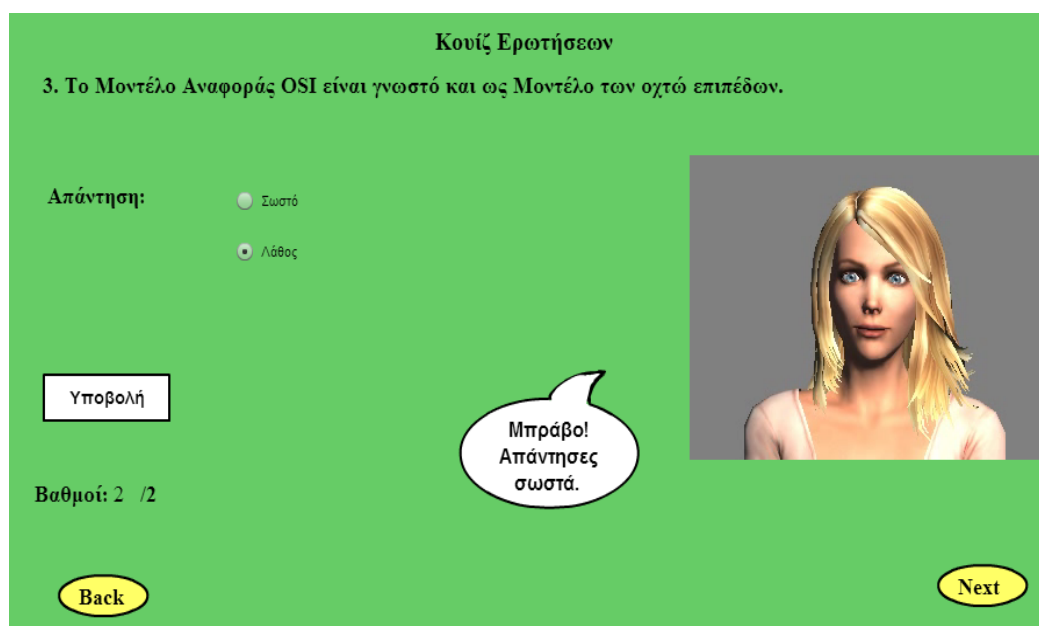 Κουίζ Ερωτήσεων
3. Το Μοντέλο Αναφοράς OSI είναι γνωστό και ως Μοντέλο των οχτώ επιπέδων.
Απάντηση:
Σωστό
Λάθος
Υποβολή
Μπράβο!
Απάντησες
σωστά.
Βαθμοί: 2 /2
Back
Next